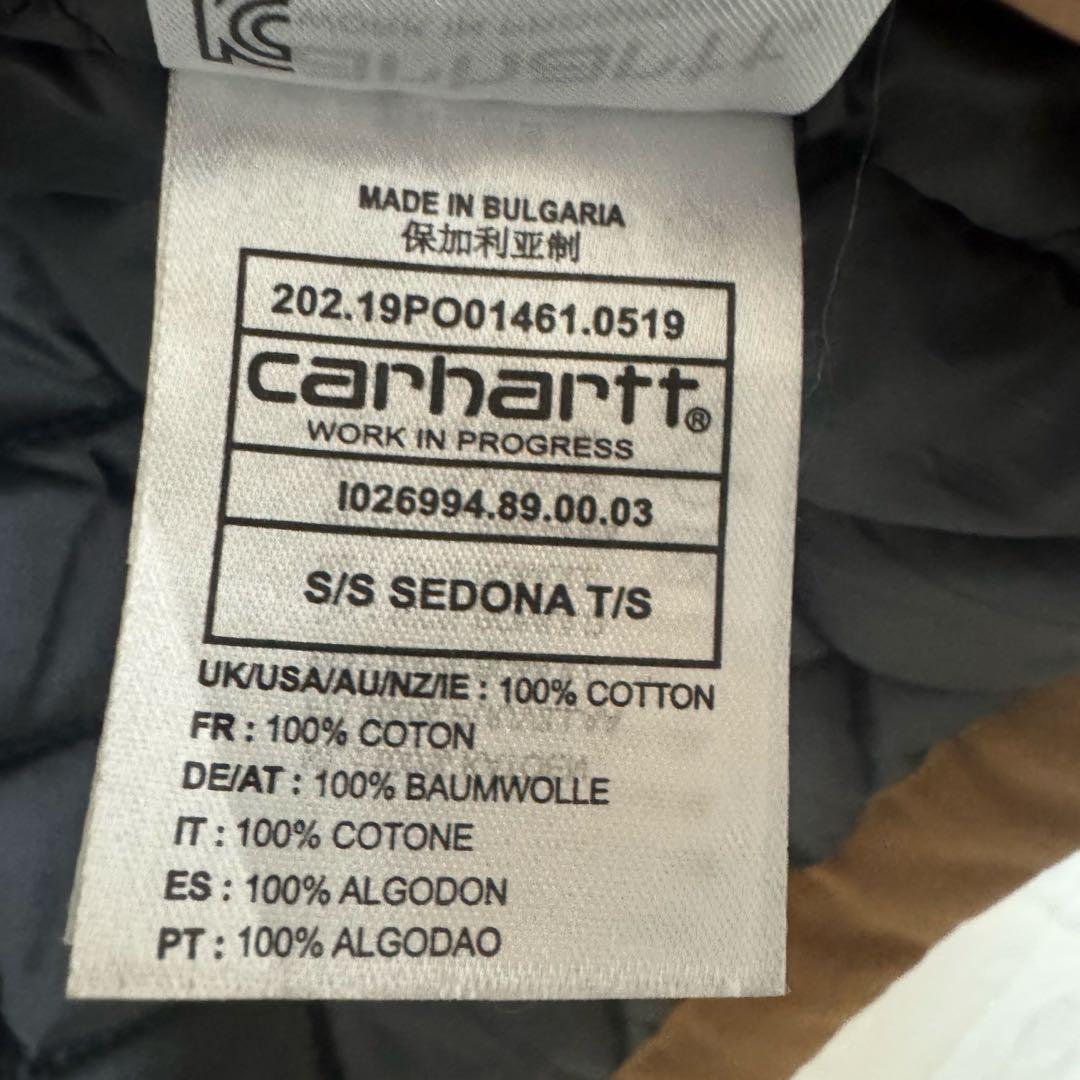 MADE IN BULGARIA
保加利亚制
202.19PO01461.0519
carhartt®
WORK IN PROGRESS
I026994.89.00.03
S/S SEDONA T/S
UK/USA/AU/NZ/IE : 100% COTTON
FR : 100% COTON
DE/AT : 100% BAUMWOLLE
IT : 100% COTONE
ES : 100% ALGODON
PT : 100% ALGODAO